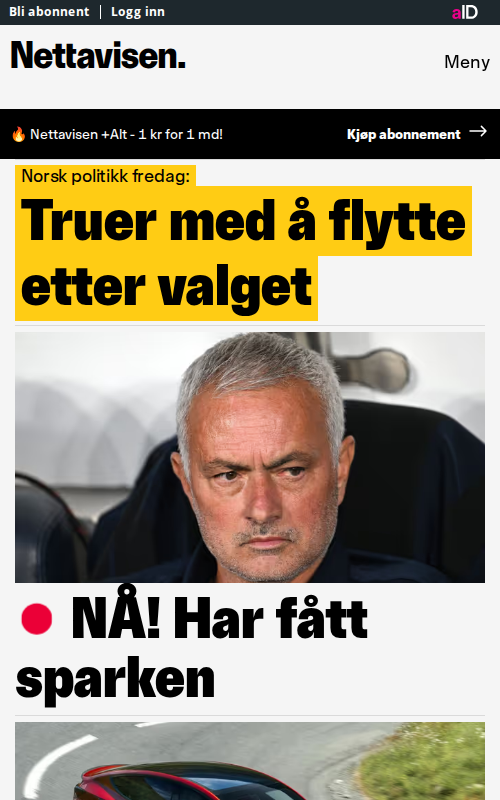 Bli abonnent | Logg inn
aID
Nettavisen.
Meny
🔥 Nettavisen +Alt - 1 kr for 1 md!
Kjøp abonnement →
Norsk politikk fredag:
Truer med å flytte
etter valget
NÅ! Har fått
sparken